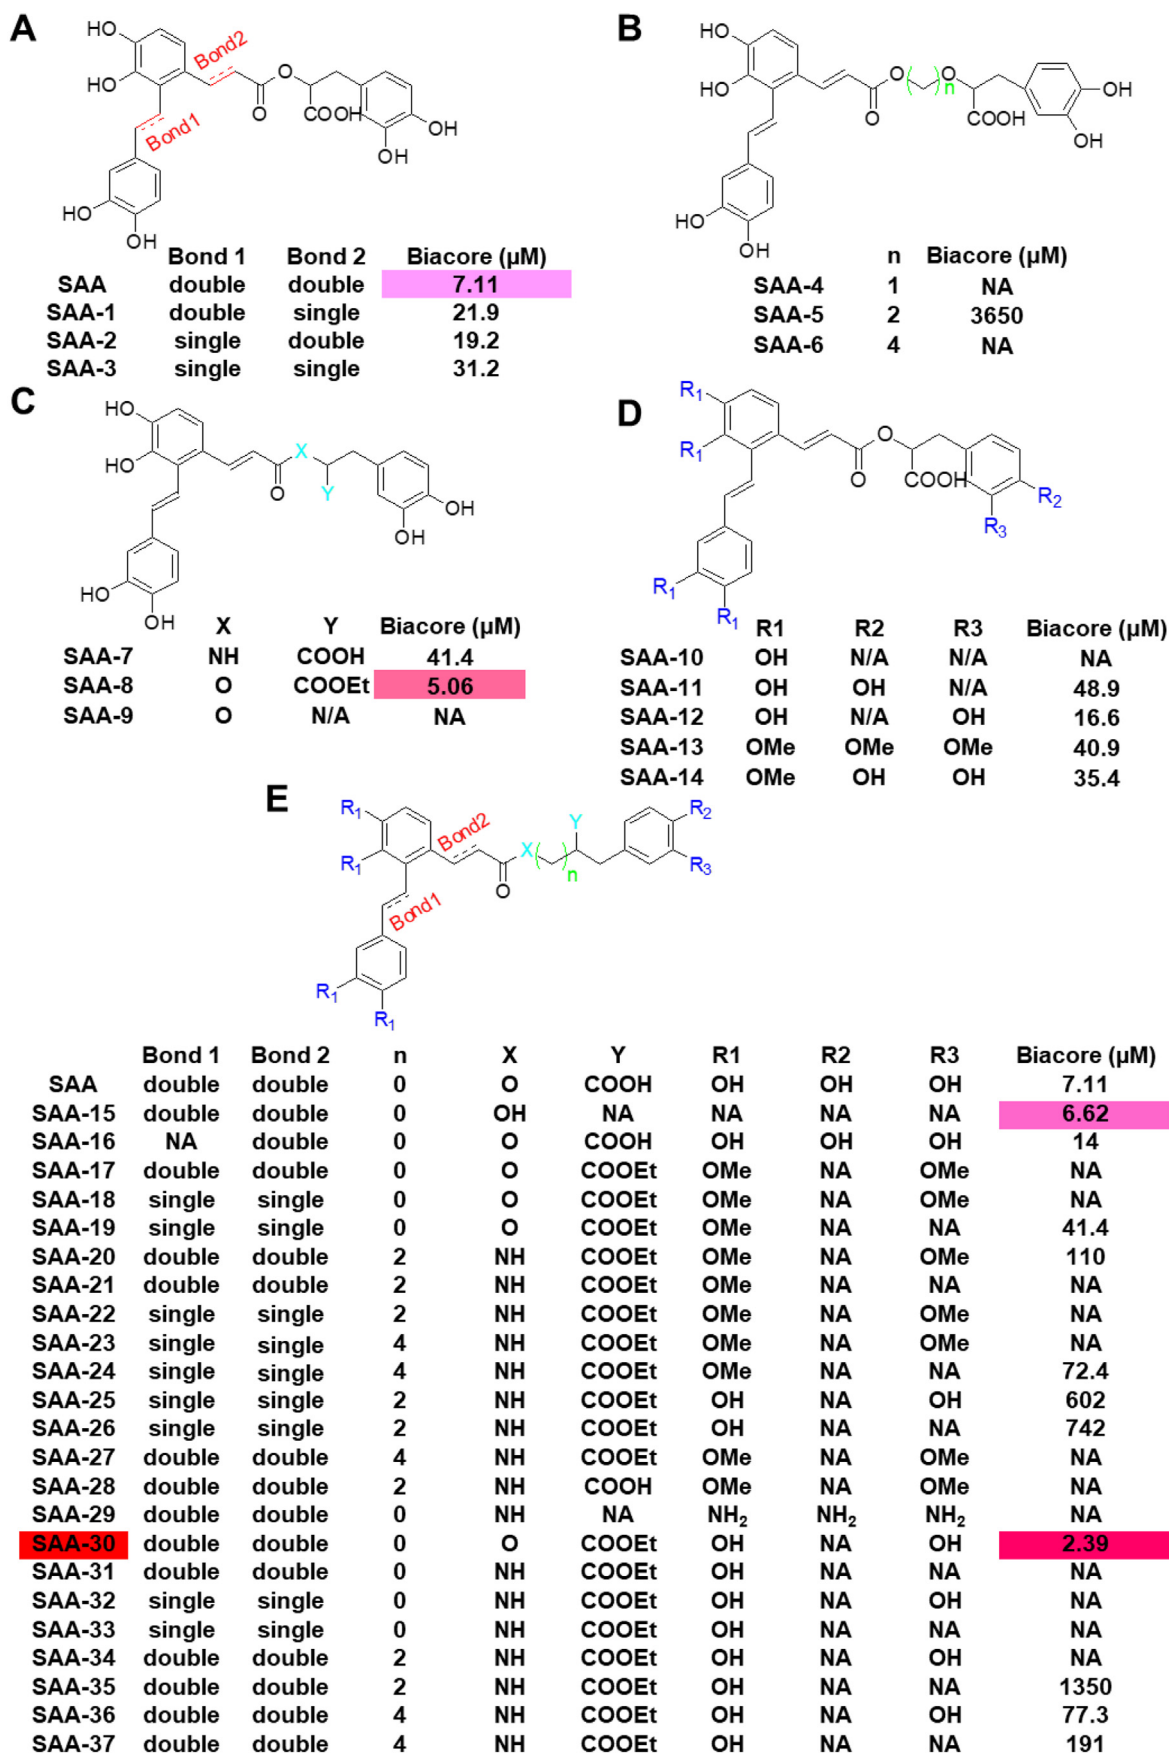 A
HO
HO
Bond2
O
O
COOH
OH
OH
Bond1
HO
OH
Bond 1 Bond 2 Biacore (µM)
SAA double double 7.11
SAA-1 double single 21.9
SAA-2 single double 19.2
SAA-3 single single 31.2
B
HO
HO
O
O
n
O
COOH
OH
OH
HO
OH
n Biacore (µM)
SAA-4 1 NA
SAA-5 2 3650
SAA-6 4 NA
C
HO
HO
X
O
Y
OH
OH
HO
OH
X Y Biacore (µM)
SAA-7 NH COOH 41.4
SAA-8 O COOEt 5.06
SAA-9 O N/A NA
D
R1
R1
O
O
COOH
R2
R3
R1
R1
R1 R2 R3 Biacore (µM)
SAA-10 OH N/A N/A NA
SAA-11 OH OH N/A 48.9
SAA-12 OH N/A OH 16.6
SAA-13 OMe OMe OMe 40.9
SAA-14 OMe OH OH 35.4
E
R1
R1
Bond2
O
X
n
Y
R2
R3
Bond1
R1
R1
Bond 1 Bond 2 n X Y R1 R2 R3 Biacore (µM)
SAA double double 0 O COOH OH OH OH 7.11
SAA-15 double double 0 OH NA NA NA NA 6.62
SAA-16 NA double 0 O COOH OH OH OH 14
SAA-17 double double 0 O COOEt OMe NA OMe NA
SAA-18 single single 0 O COOEt OMe NA OMe NA
SAA-19 single single 0 O COOEt OMe NA NA 41.4
SAA-20 double double 2 NH COOEt OMe NA OMe 110
SAA-21 double double 2 NH COOEt OMe NA NA NA
SAA-22 single single 2 NH COOEt OMe NA OMe NA
SAA-23 single single 4 NH COOEt OMe NA OMe NA
SAA-24 single single 4 NH COOEt OMe NA NA 72.4
SAA-25 single single 2 NH COOEt OH NA OH 602
SAA-26 single single 2 NH COOEt OH NA NA 742
SAA-27 double double 4 NH COOEt OMe NA OMe NA
SAA-28 double double 2 NH COOH OMe NA OMe NA
SAA-29 double double 0 NH NA NH2 NH2 NH2 NA
SAA-30 double double 0 O COOEt OH NA OH 2.39
SAA-31 double double 0 NH COOEt OH NA NA NA
SAA-32 single single 0 NH COOEt OH NA OH NA
SAA-33 single single 0 NH COOEt OH NA NA NA
SAA-34 double double 2 NH COOEt OH NA OH NA
SAA-35 double double 2 NH COOEt OH NA NA 1350
SAA-36 double double 4 NH COOEt OH NA OH 77.3
SAA-37 double double 4 NH COOEt OH NA NA 191